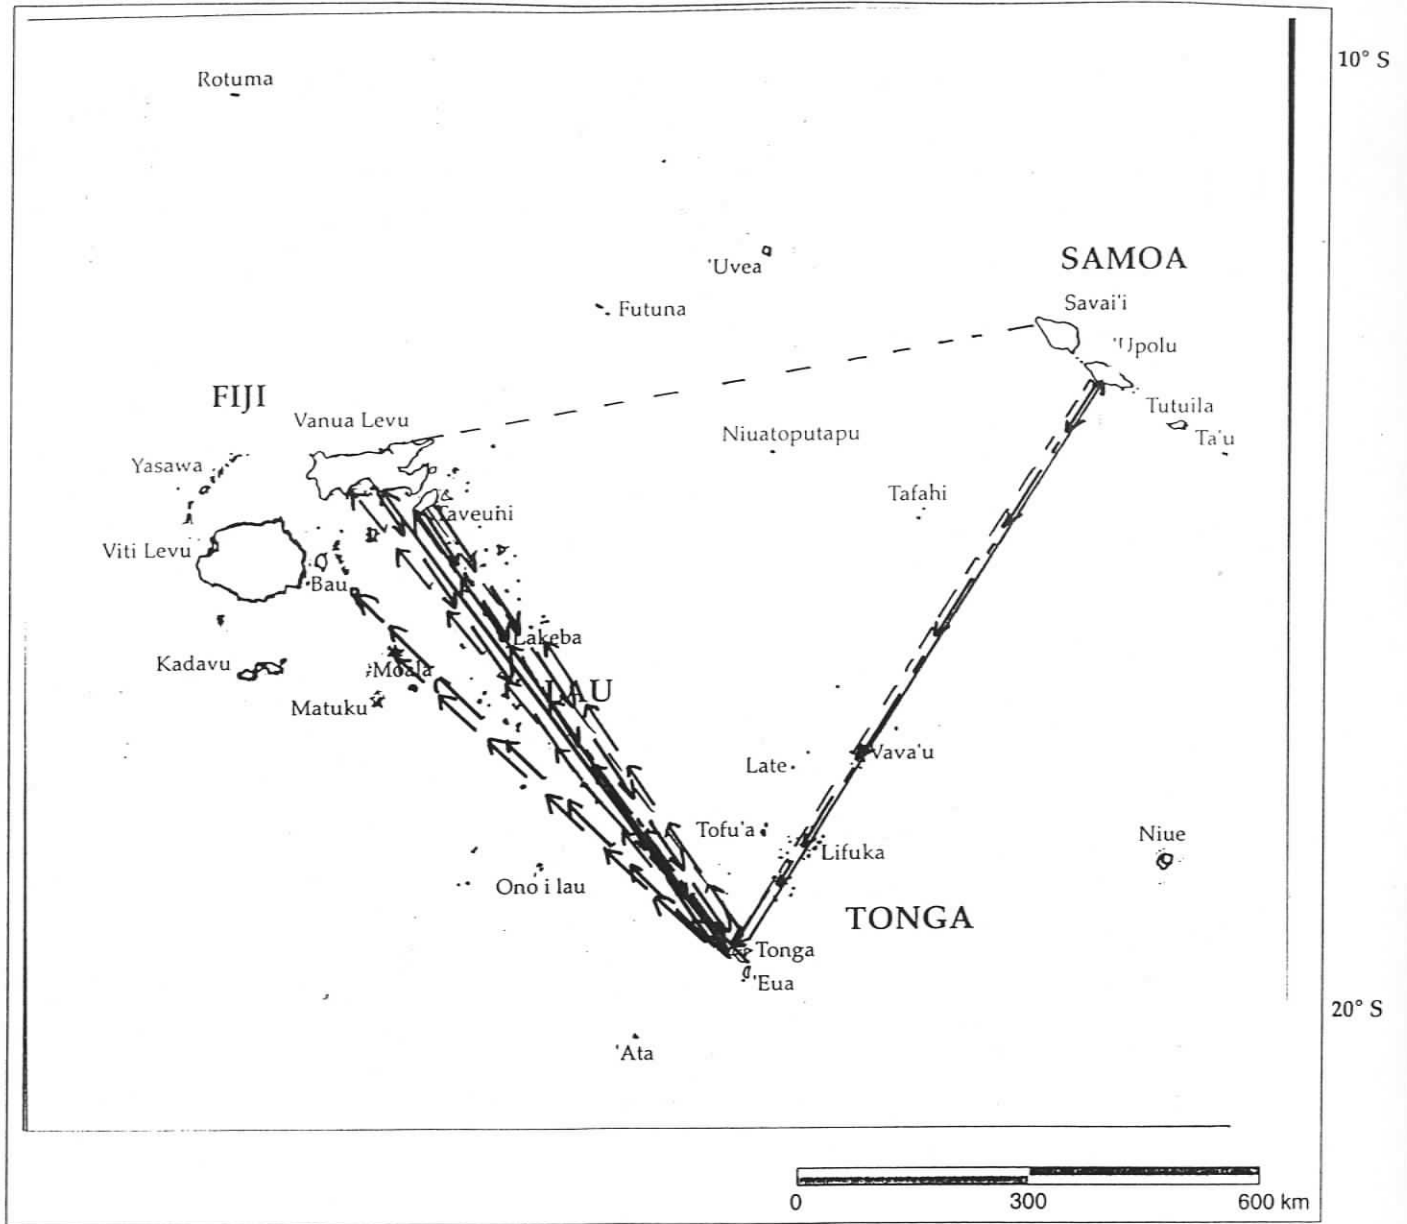 10° S
Rotuma
SAMOA
'Uvea
Savai'i
Futuna
'Upolu
FIJI
Vanua Levu
Tutuila
Niuatoputapu
Ta'u
Yasawa
Tafahi
Taveuni
Viti Levu
Bau
Lakeba
Kadavu
Moala
LAU
Matuku
Vava'u
Late
Tofu'a
Niue
Lifuka
Ono i lau
TONGA
Tonga
'Eua
20° S
'Ata
0 300 600 km